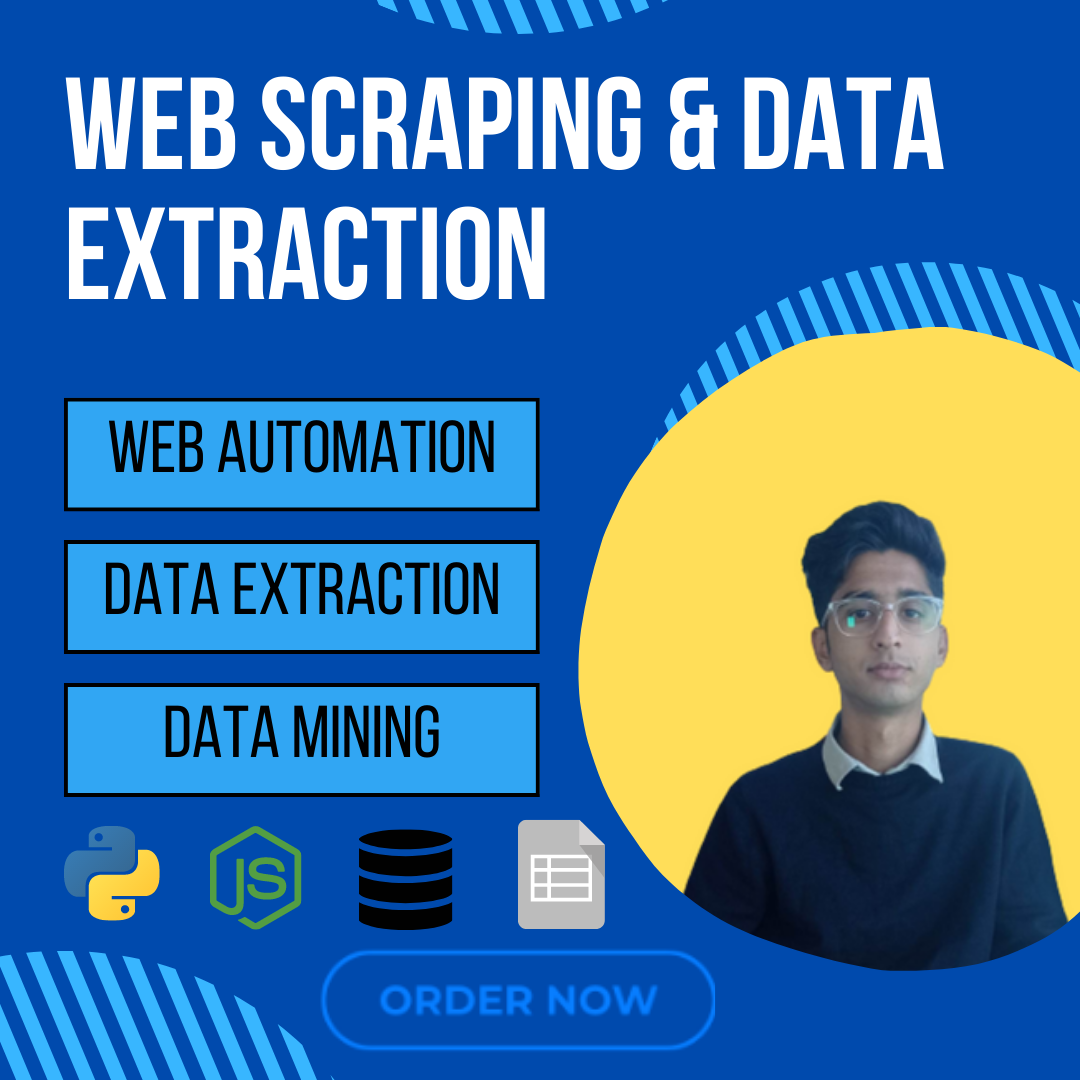 WEB SCRAPING & DATA
EXTRACTION
WEB AUTOMATION
DATA EXTRACTION
DATA MINING
JS
ORDER NOW